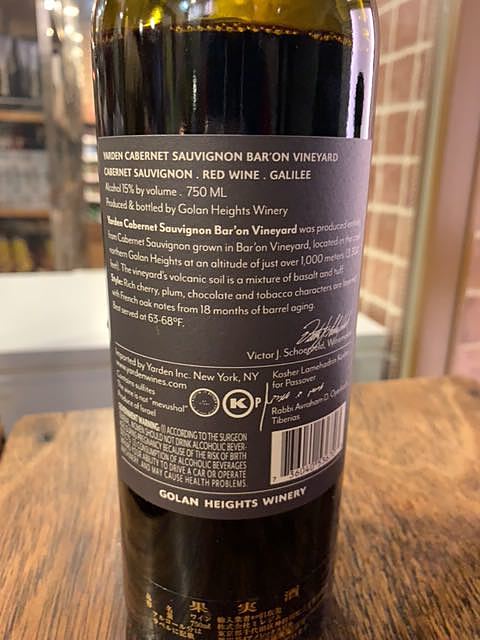 YARDEN CABERNET SAUVIGNON BAR'ON VINEYARD
CABERNET SAUVIGNON . RED WINE . GALILEE
Alcohol 15% by volume . 750 ML
Produced & bottled by Golan Heights Winery
Yarden Cabernet Sauvignon Bar'on Vineyard was produced entirely
from Cabernet Sauvignon grown in Bar'on Vineyard, located in the
northern Golan Heights at an altitude of just over 1,000 meters
feet). The vineyard's volcanic soil is a mixture of basalt and tuff.
Style: Rich cherry, plum, chocolate and tobacco characters are
with French oak notes from 18 months of barrel aging.
Best served at 63-68°F.
Victor J. Schoenfeld, Winemaker
Imported by Yarden Inc. New York, NY
www.yardenwines.com
Contains sulfites
The wine is not "mevushal"
Product of Israel
K P
Kasher Lamehadrin Kosher
for Passover
Rabbi Avraham D.
Tiberias
GOVERNMENT WARNING: (1) ACCORDING TO THE SURGEON
GENERAL, WOMEN SHOULD NOT DRINK ALCOHOLIC BEVER-
AGES DURING PREGNANCY BECAUSE OF THE RISK OF BIRTH
DEFECTS. (2) CONSUMPTION OF ALCOHOLIC BEVERAGES
IMPAIRS YOUR ABILITY TO DRIVE A CAR OR OPERATE
MACHINERY, AND MAY CAUSE HEALTH PROBLEMS.
GOLAN HEIGHTS WINERY
果 実 酒